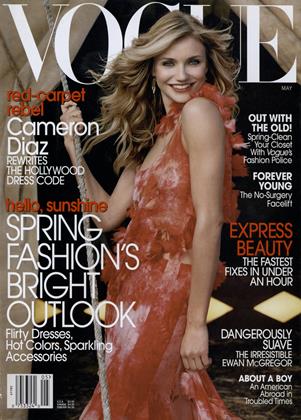 VOGUE
MAY
red-carpet
rebel
Cameron
Diaz
REWRITES
THE HOLLYWOOD
DRESS CODE
hello, sunshine
SPRING
FASHION'S
BRIGHT
OUTLOOK
Flirty Dresses,
Hot Colors, Sparkling
Accessories
OUT WITH
THE OLD!
Spring-Clean
Your Closet
With Vogue's
Fashion Police
FOREVER
YOUNG
The No-Surgery
Facelift
EXPRESS
BEAUTY
THE FASTEST
FIXES IN UNDER
AN HOUR
DANGEROUSLY
SUAVE
THE IRRESISTIBLE
EWAN McGREGOR
ABOUT A BOY
An American
Abroad in
Troubled Times